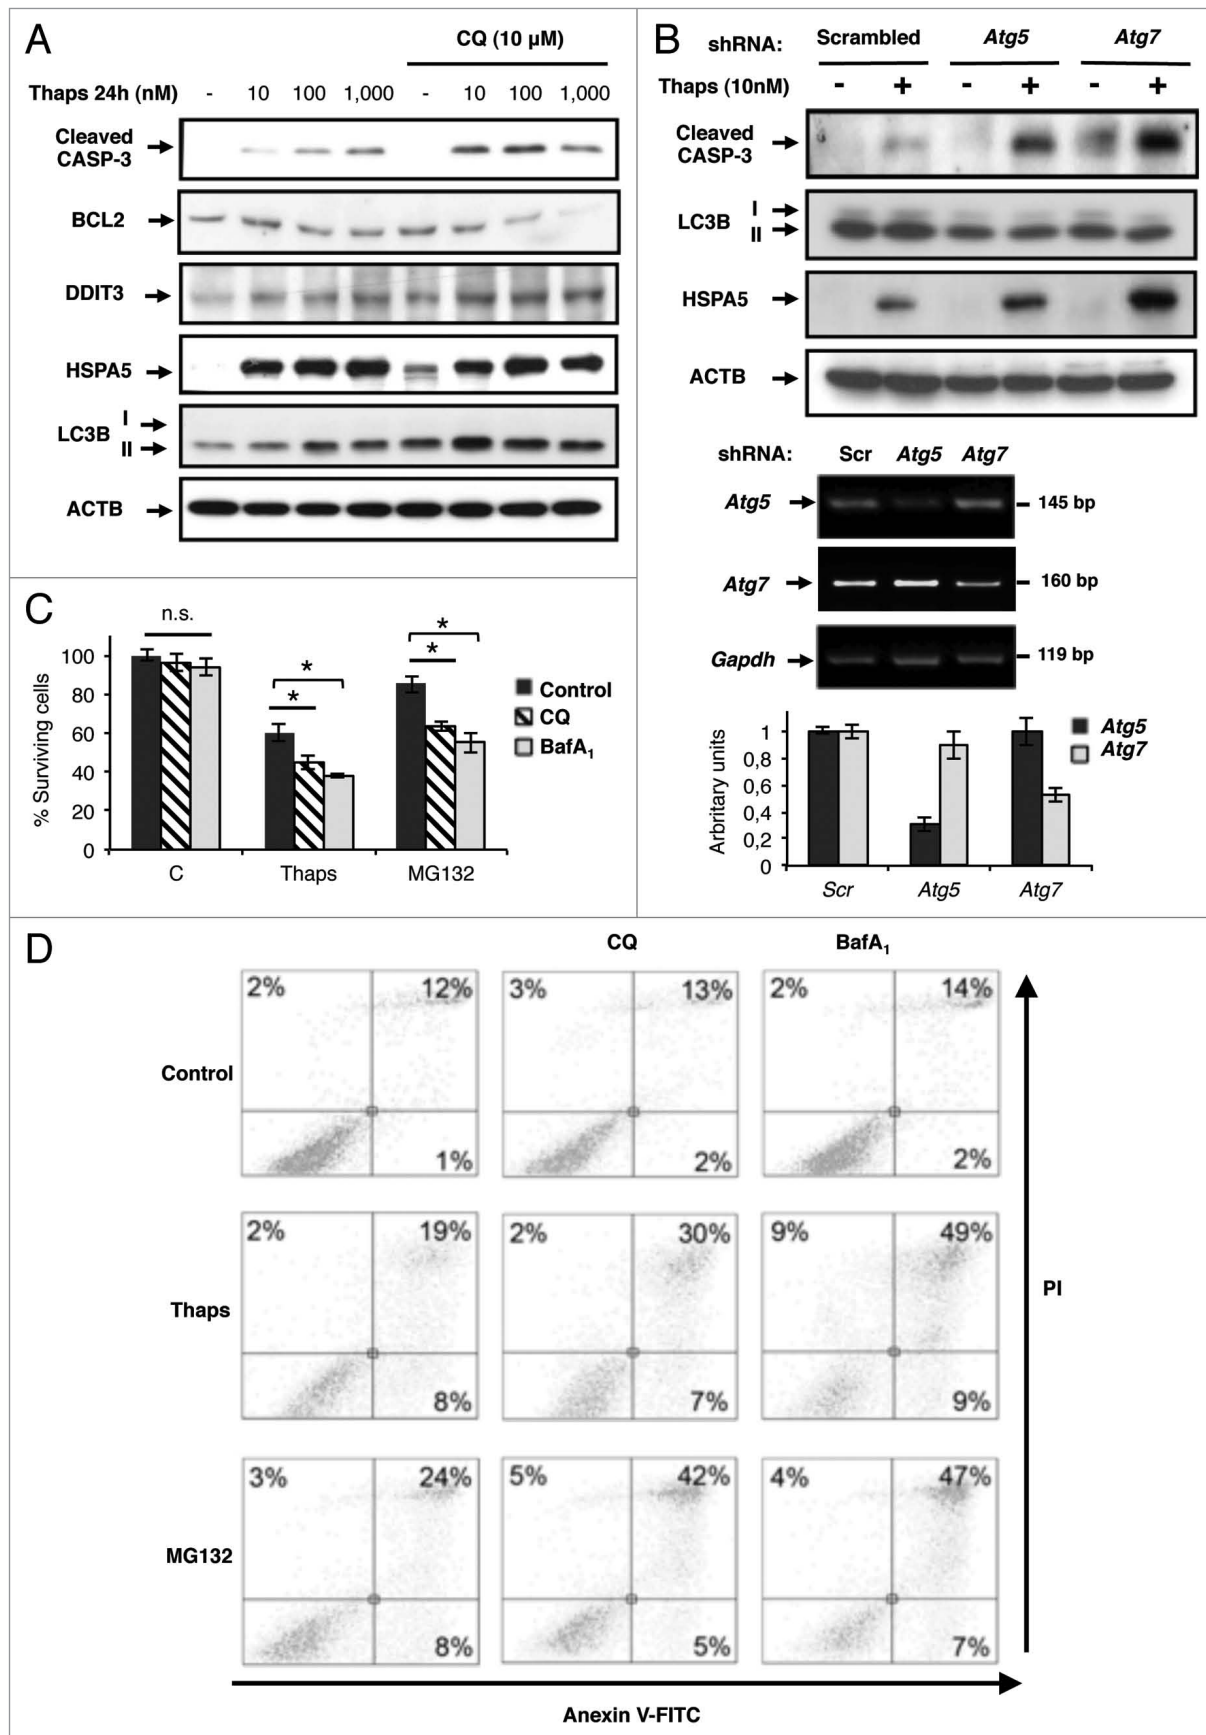 A
CQ (10 µM)
Thaps 24h (nM) - 10 100 1,000 - 10 100 1,000
Cleaved
CASP-3
BCL2
DDIT3
HSPA5
LC3B I
II
ACTB
B
shRNA: Scrambled Atg5 Atg7
Thaps (10nM) - + - + - +
Cleaved
CASP-3
LC3B I
II
HSPA5
ACTB
shRNA: Scr Atg5 Atg7
Atg5 145 bp
Atg7 160 bp
Gapdh 119 bp
Arbritary units
1
0,8
0,6
0,4
0,2
0
Scr Atg5 Atg7
Atg5
Atg7
C
% Surviving cells
100
80
60
40
20
0
n.s.
*
*
*
*
C Thaps MG132
Control
CQ
BafA1
D
CQ BafA1
Control
2% 12% 3% 13% 2% 14%
1% 2% 2%
Thaps
2% 19% 2% 30% 9% 49%
8% 7% 9%
MG132
3% 24% 5% 42% 4% 47%
8% 5% 7%
PI
Anexin V-FITC